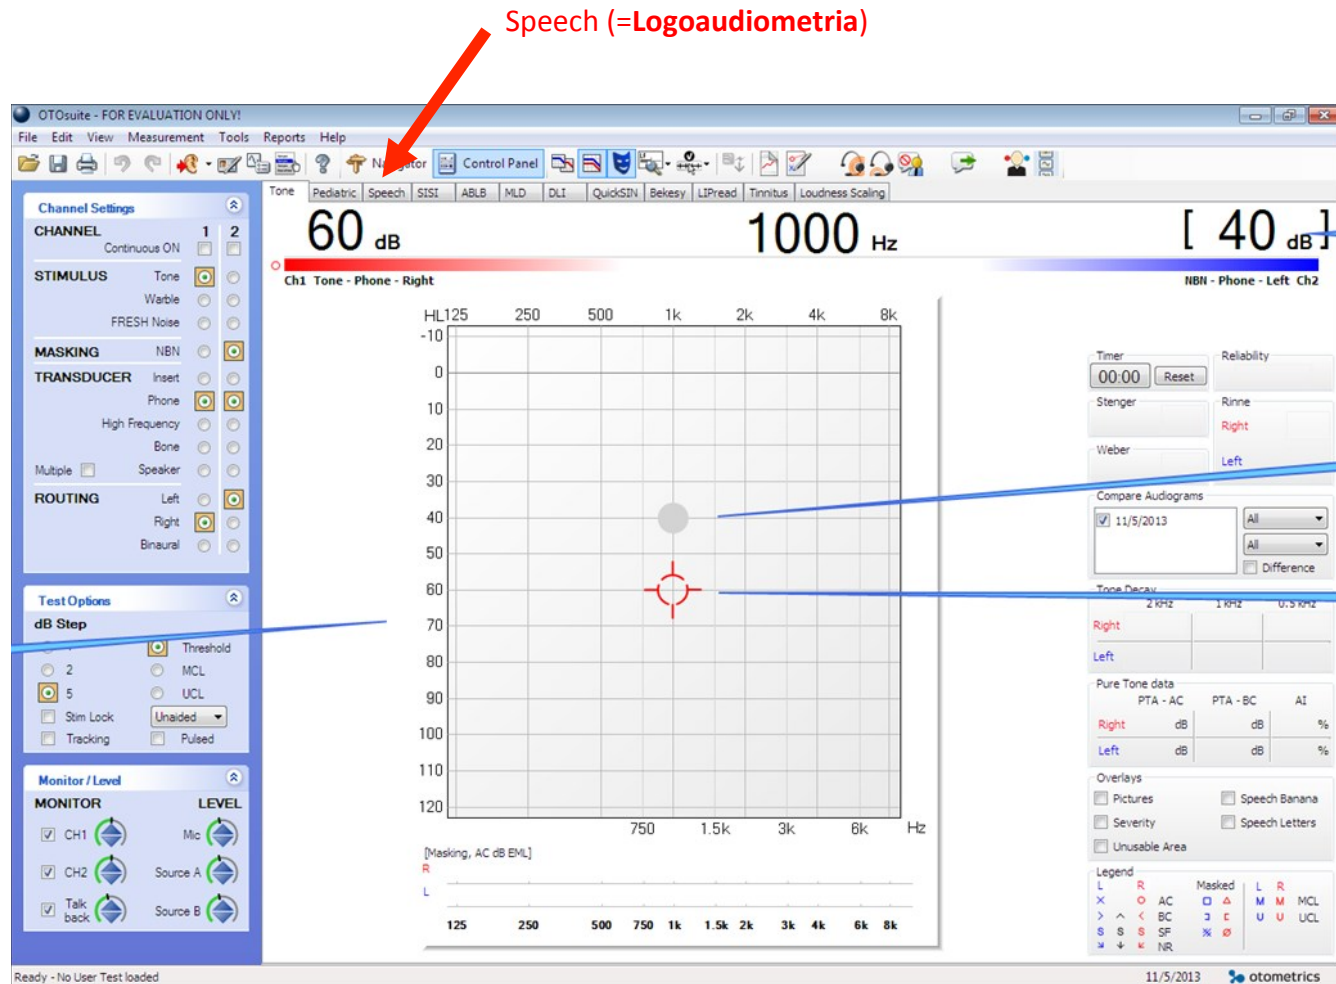 Speech (=Logoaudiometria)
OTOsuite - FOR EVALUATION ONLY!
File Edit View Measurement Tools Reports Help
Navigator Control Panel
Tone Pediatric Speech SISI ABLB MLD DLI QuickSIN Bekesy LIPread Tinnitus Loudness Scaling
60 dB 1000 Hz [ 40 dB ]
Ch1 Tone - Phone - Right NBN - Phone - Left Ch2
Channel Settings
CHANNEL 1 2
Continuous ON
STIMULUS Tone
Warble
FRESH Noise
MASKING NBN
TRANSDUCER Insert
Phone
High Frequency
Bone
Multiple Speaker
ROUTING Left
Right
Binaural
Test Options
dB Step
Threshold
2 MCL
5 UCL
Stim Lock Unaided
Tracking Pulsed
Monitor / Level
MONITOR LEVEL
CH1 Mic
CH2 Source A
Talk back Source B
HL 125 250 500 1k 2k 4k 8k
-10
0
10
20
30
40
50
60
70
80
90
100
110
120
750 1.5k 3k 6k Hz
[Masking, AC dB EML]
R
L
125 250 500 750 1k 1.5k 2k 3k 4k 6k 8k
Timer Reliability
00:00 Reset
Stenger Rinne
Right
Weber
Left
Compare Audiograms
11/5/2013 All
All
Difference
Tone Decay
2 kHz 1 kHz 0.5 kHz
Right
Left
Pure Tone data
PTA - AC PTA - BC AI
Right dB dB %
Left dB dB %
Overlays
Pictures Speech Banana
Severity Speech Letters
Unusable Area
Legend
L R Masked L R
X O AC M M MCL
> ^ < BC U U UCL
S S S SF
NR
Ready - No User Test loaded 11/5/2013 otometrics